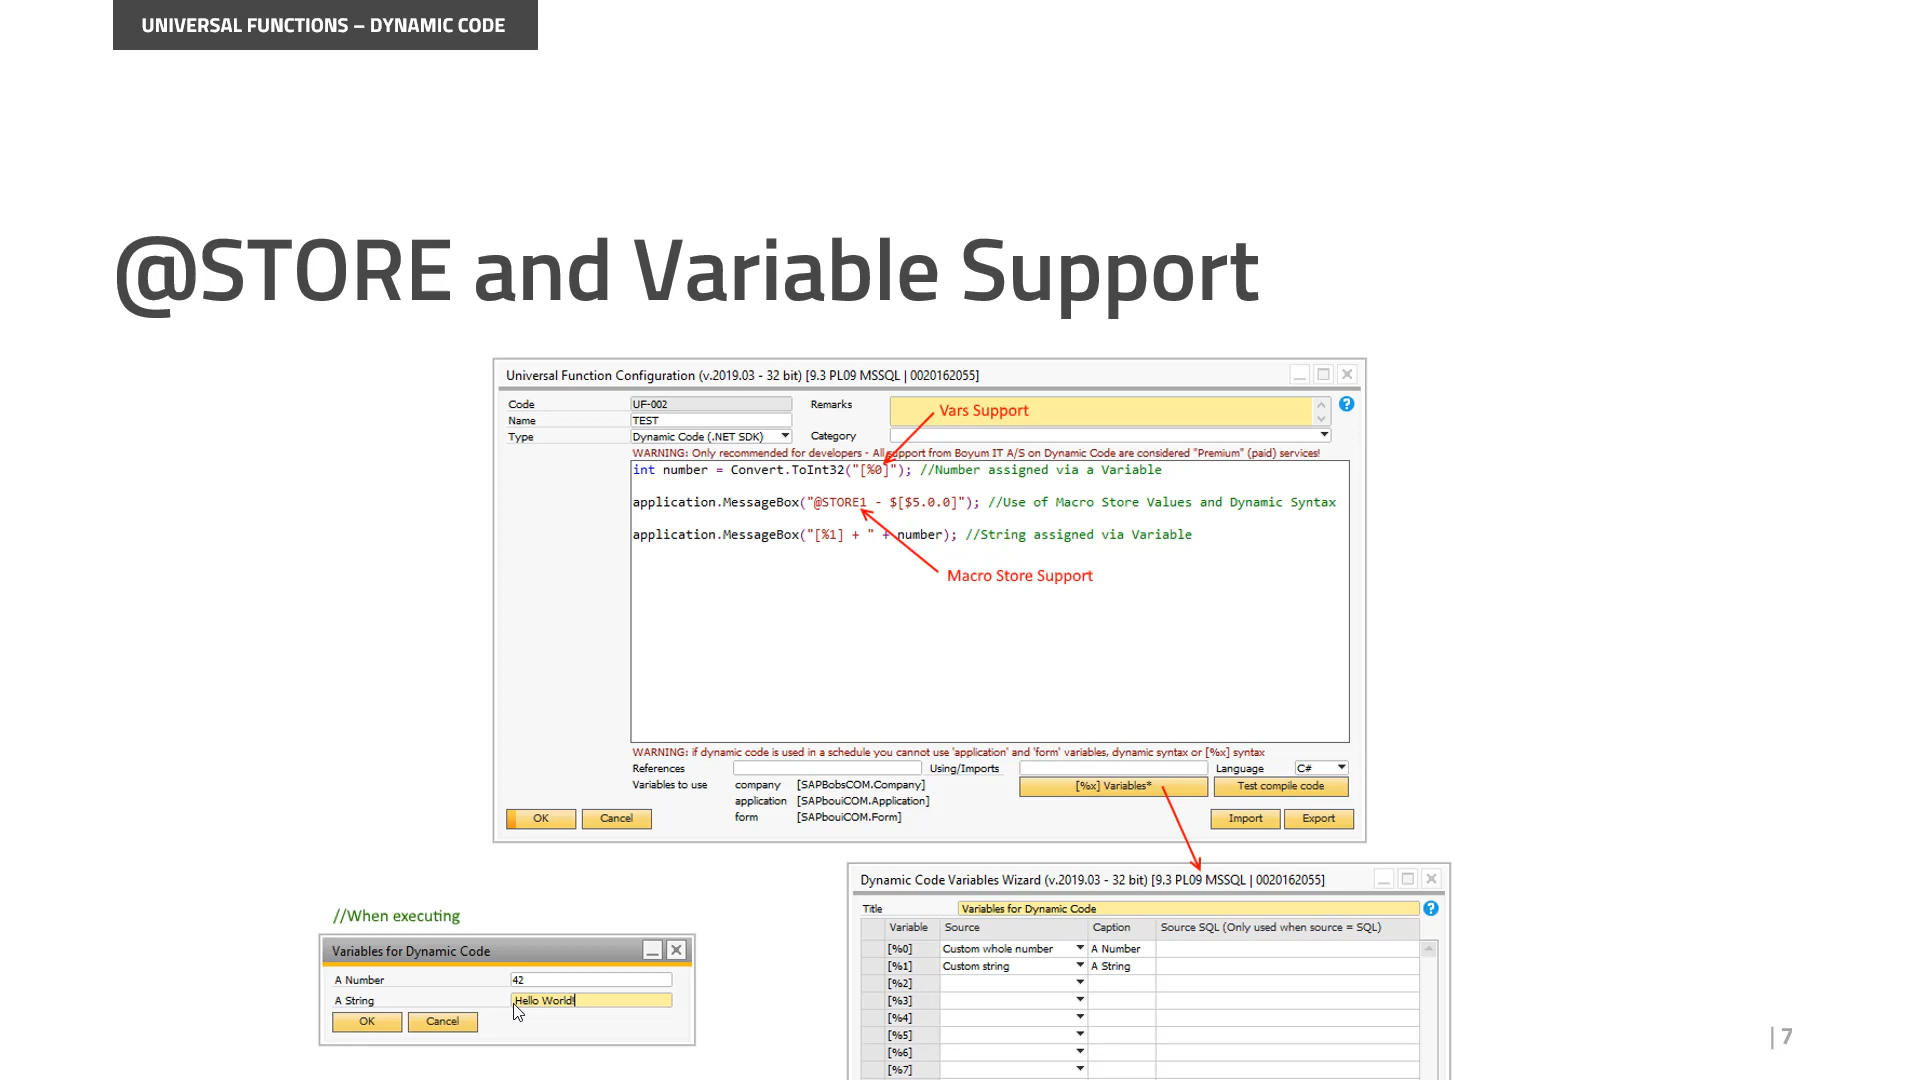 UNIVERSAL FUNCTIONS – DYNAMIC CODE
@STORE and Variable Support
Universal Function Configuration (v.2019.03 - 32 bit) [9.3 PL09 MSSQL | 0020162055]
Code UF-002 Remarks
Vars Support
Name TEST
Type Dynamic Code (.NET SDK) Category
WARNING: Only recommended for developers - All support from Boyum IT A/S on Dynamic Code are considered "Premium" (paid) services!
int number = Convert.ToInt32("[%0]"); //Number assigned via a Variable
application.MessageBox("@STORE1 - $[$5.0.0]"); //Use of Macro Store Values and Dynamic Syntax
application.MessageBox("[%1] + " + number); //String assigned via Variable
Macro Store Support
WARNING: if dynamic code is used in a schedule you cannot use 'application' and 'form' variables, dynamic syntax or [%x] syntax
References Using/Imports Language C#
Variables to use company [SAPBobsCOM.Company] [%x] Variables* Test compile code
application [SAPbouiCOM.Application]
form [SAPbouiCOM.Form]
OK Cancel Import Export
Dynamic Code Variables Wizard (v.2019.03 - 32 bit) [9.3 PL09 MSSQL | 0020162055]
Title Variables for Dynamic Code
Variable Source Caption Source SQL (Only used when source = SQL)
[%0] Custom whole number A Number
[%1] Custom string A String
[%2]
[%3]
[%4]
[%5]
[%6]
[%7]
//When executing
Variables for Dynamic Code
A Number 42
A String Hello World!
OK Cancel
| 7